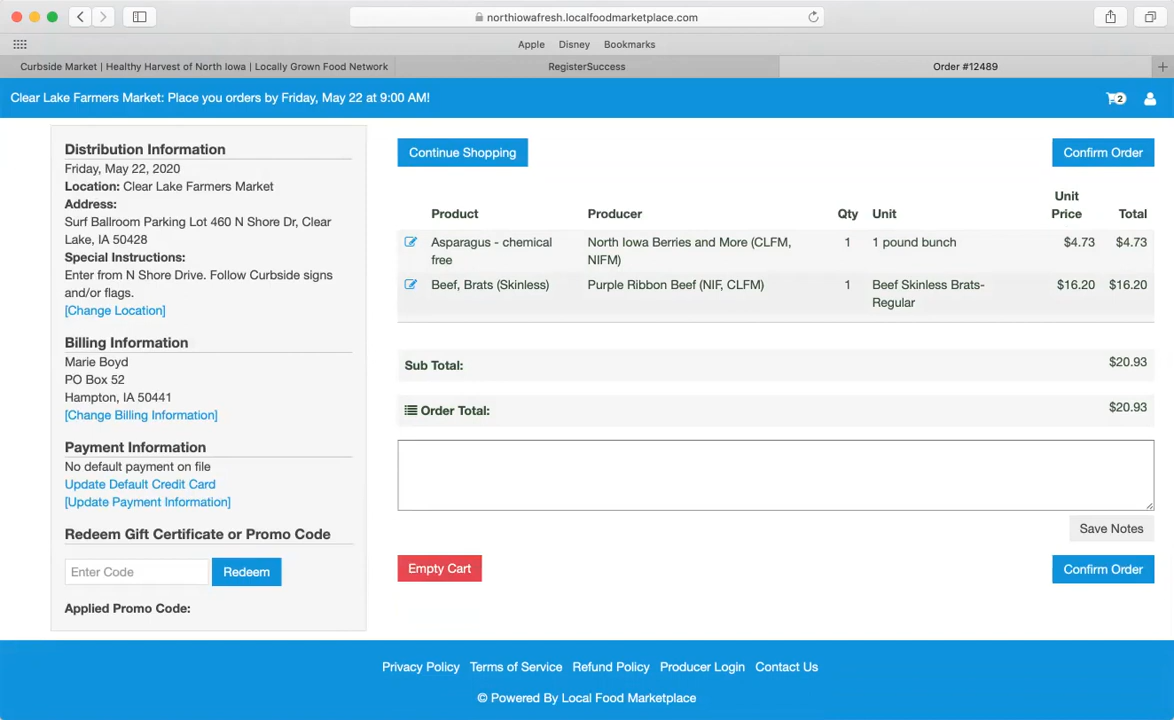 northiowafresh.localfoodmarketplace.com
Apple Disney Bookmarks
Curbside Market | Healthy Harvest of North Iowa | Locally Grown Food Network
RegisterSuccess
Order #12489
Clear Lake Farmers Market: Place you orders by Friday, May 22 at 9:00 AM!
2
Distribution Information
Friday, May 22, 2020
Location: Clear Lake Farmers Market
Address:
Surf Ballroom Parking Lot 460 N Shore Dr, Clear
Lake, IA 50428
Special Instructions:
Enter from N Shore Drive. Follow Curbside signs
and/or flags.
[Change Location]
Billing Information
Marie Boyd
PO Box 52
Hampton, IA 50441
[Change Billing Information]
Payment Information
No default payment on file
Update Default Credit Card
[Update Payment Information]
Redeem Gift Certificate or Promo Code
Enter Code
Redeem
Applied Promo Code:
Continue Shopping
Confirm Order
Product Producer Qty Unit Unit Price Total
Asparagus - chemical free North Iowa Berries and More (CLFM, NIFM) 1 1 pound bunch $4.73 $4.73
Beef, Brats (Skinless) Purple Ribbon Beef (NIF, CLFM) 1 Beef Skinless Brats-Regular $16.20 $16.20
Sub Total: $20.93
Order Total: $20.93
Save Notes
Empty Cart
Confirm Order
Privacy Policy Terms of Service Refund Policy Producer Login Contact Us
© Powered By Local Food Marketplace